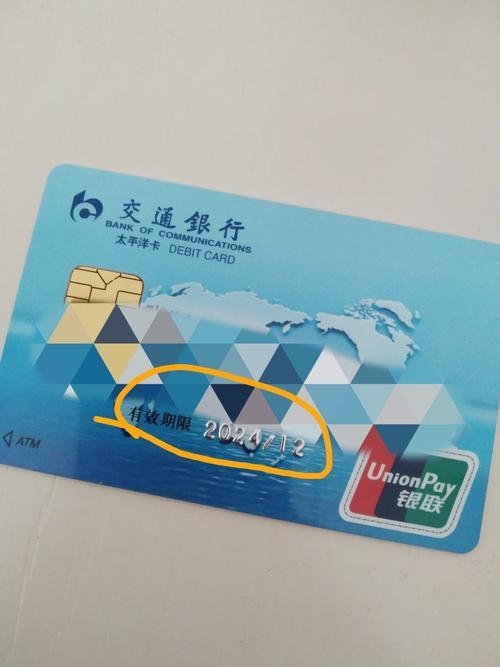 交通銀行
BANK OF COMMUNICATIONS
太平洋卡 DEBIT CARD
有效期限 2024/12
ATM
UnionPay
银联